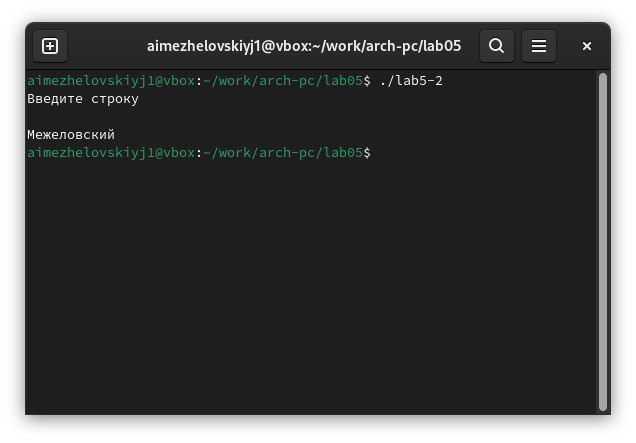 aimezhelovskiyj1@vbox:~/work/arch-pc/lab05
aimezhelovskiyj1@vbox:~/work/arch-pc/lab05$ ./lab5-2
Введите строку
Межеловский
aimezhelovskiyj1@vbox:~/work/arch-pc/lab05$